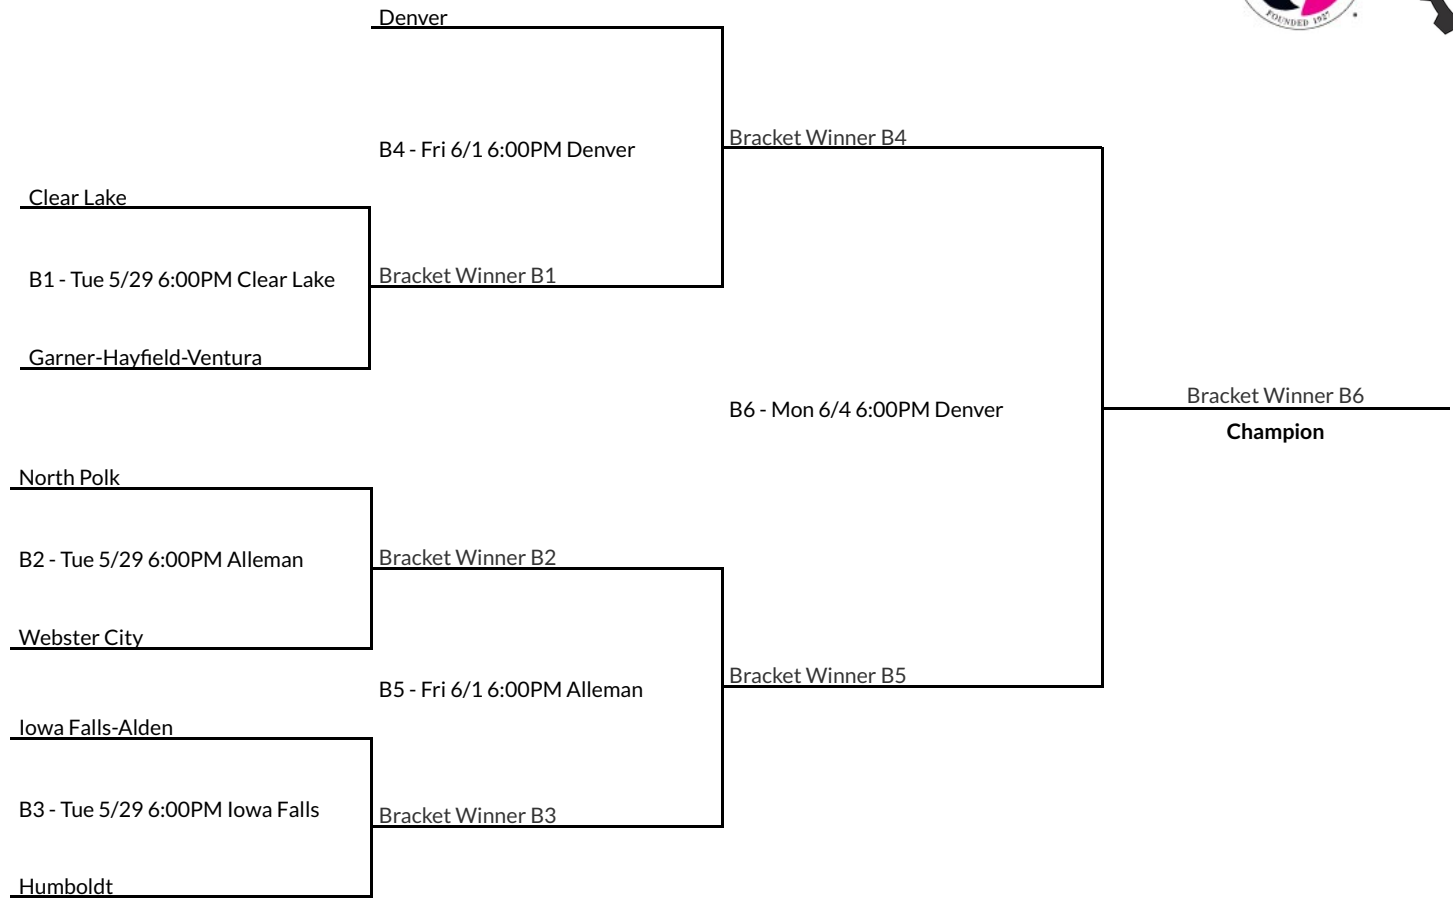 Denver
FOUNDED 1927
B4 - Fri 6/1 6:00PM Denver
Bracket Winner B4
Clear Lake
B1 - Tue 5/29 6:00PM Clear Lake
Bracket Winner B1
Garner-Hayfield-Ventura
B6 - Mon 6/4 6:00PM Denver
Bracket Winner B6
Champion
North Polk
B2 - Tue 5/29 6:00PM Alleman
Bracket Winner B2
Webster City
B5 - Fri 6/1 6:00PM Alleman
Bracket Winner B5
Iowa Falls-Alden
B3 - Tue 5/29 6:00PM Iowa Falls
Bracket Winner B3
Humboldt